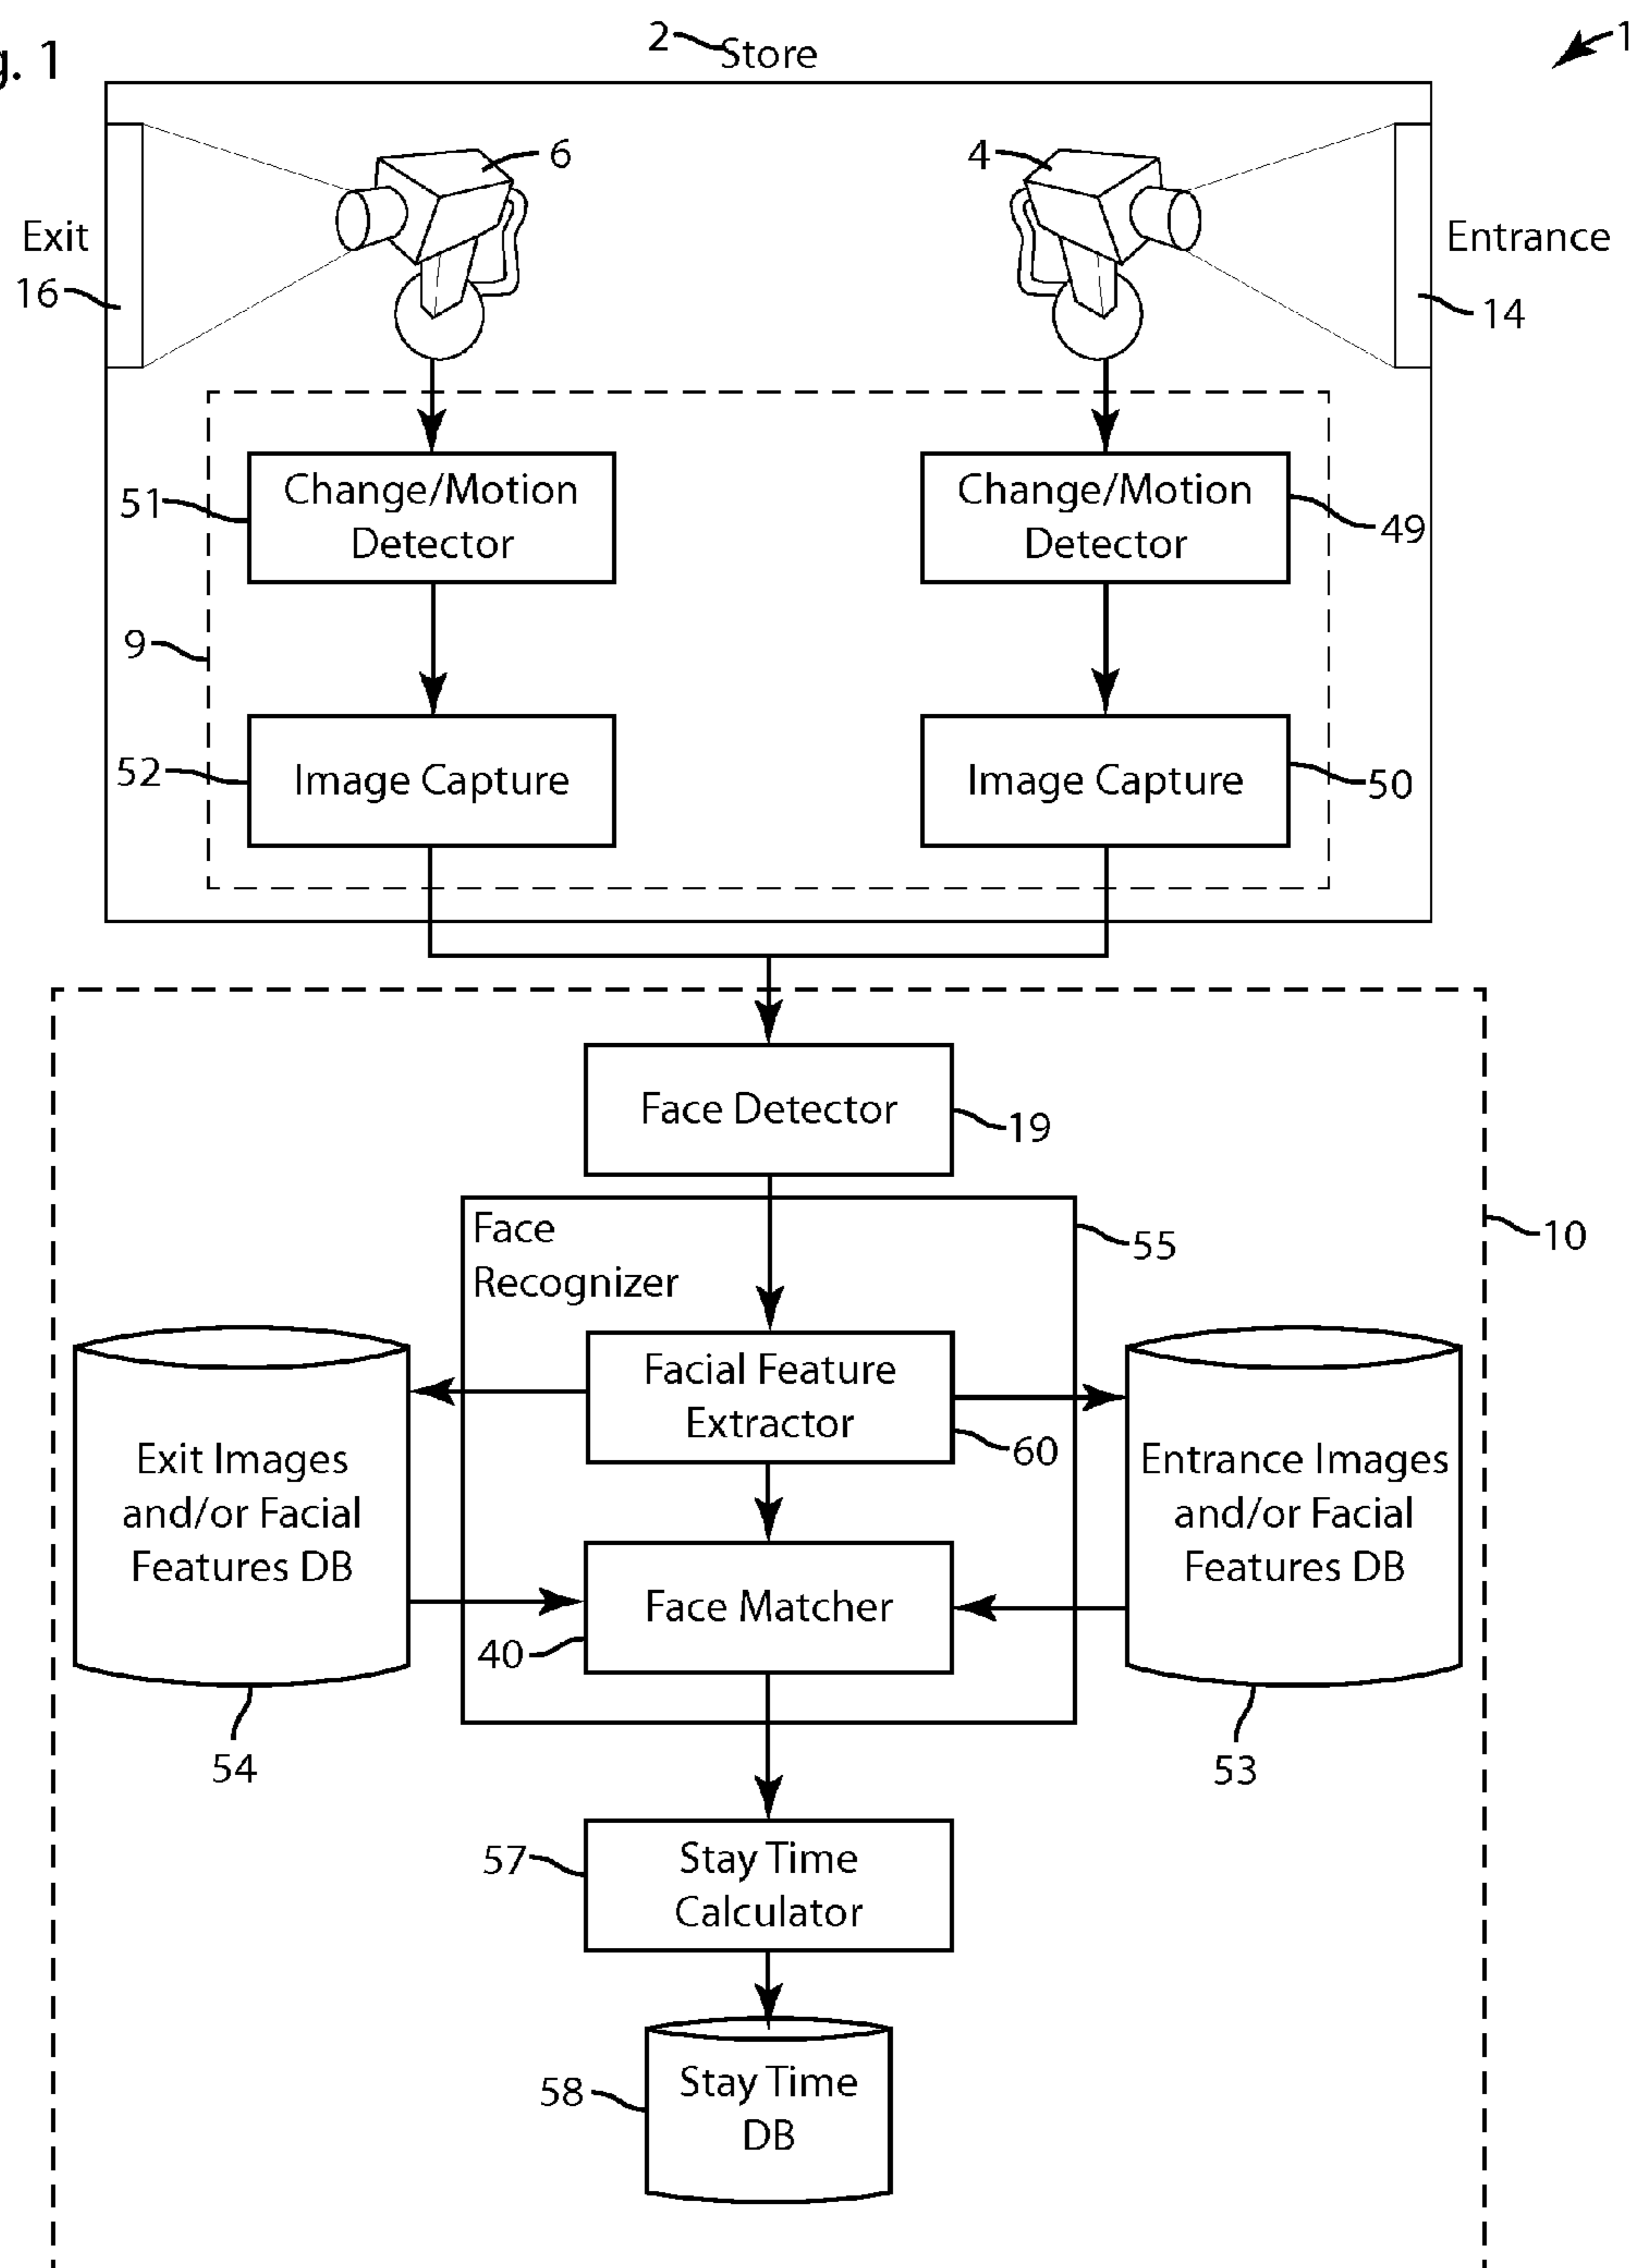 g. 1
2 Store
1
6
4
Exit
Entrance
16
14
Change/Motion
Detector
51
Change/Motion
Detector
49
9
52
Image Capture
Image Capture
50
Face Detector
19
Face
Recognizer
55
10
Facial Feature
Extractor
60
Exit Images
and/or Facial
Features DB
Entrance Images
and/or Facial
Features DB
Face Matcher
40
54
53
57
Stay Time
Calculator
58
Stay Time
DB